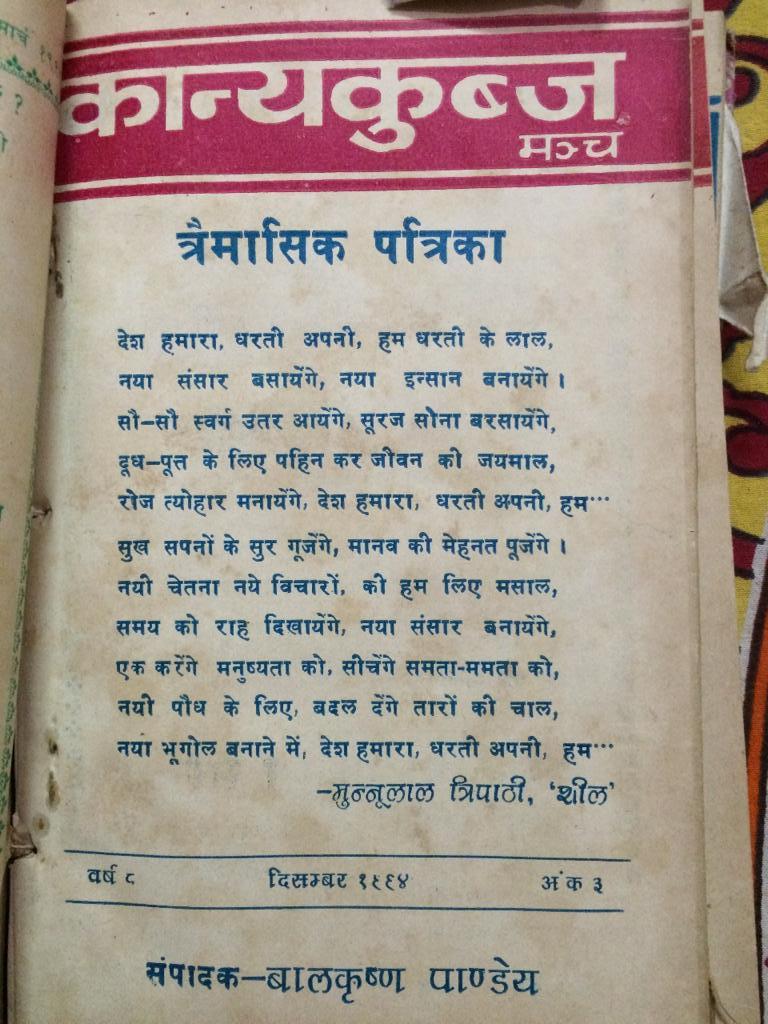 मार्च
?
कान्यकुब्ज
मञ्च
त्रैमासिक पत्रिका
देश हमारा, धरती अपनी, हम धरती के लाल,
नया संसार बसायेंगे, नया इन्सान बनायेंगे ।
सौ-सौ स्वर्ग उतर आयेंगे, सूरज सोना बरसायेंगे,
दूध-पूत के लिए पहिन कर जीवन की जयमाल,
रोज त्योहार मनायेंगे, देश हमारा, धरती अपनी, हम···
सुख सपनों के सुर गूजेंगे, मानव की मेहनत पूजेंगे ।
नयी चेतना नये विचारों, की हम लिए मसाल,
समय को राह दिखायेंगे, नया संसार बनायेंगे,
एक करेंगे मनुष्यता को, सीचेंगे समता-ममता को,
नयी पौध के लिए, बदल देंगे तारों की चाल,
नया भूगोल बनाने में, देश हमारा, धरती अपनी, हम···
-मुन्नूलाल त्रिपाठी, ‘शील’
वर्ष ८ दिसम्बर १९९४ अंक ३
संपादक—बालकृष्ण पाण्डेय